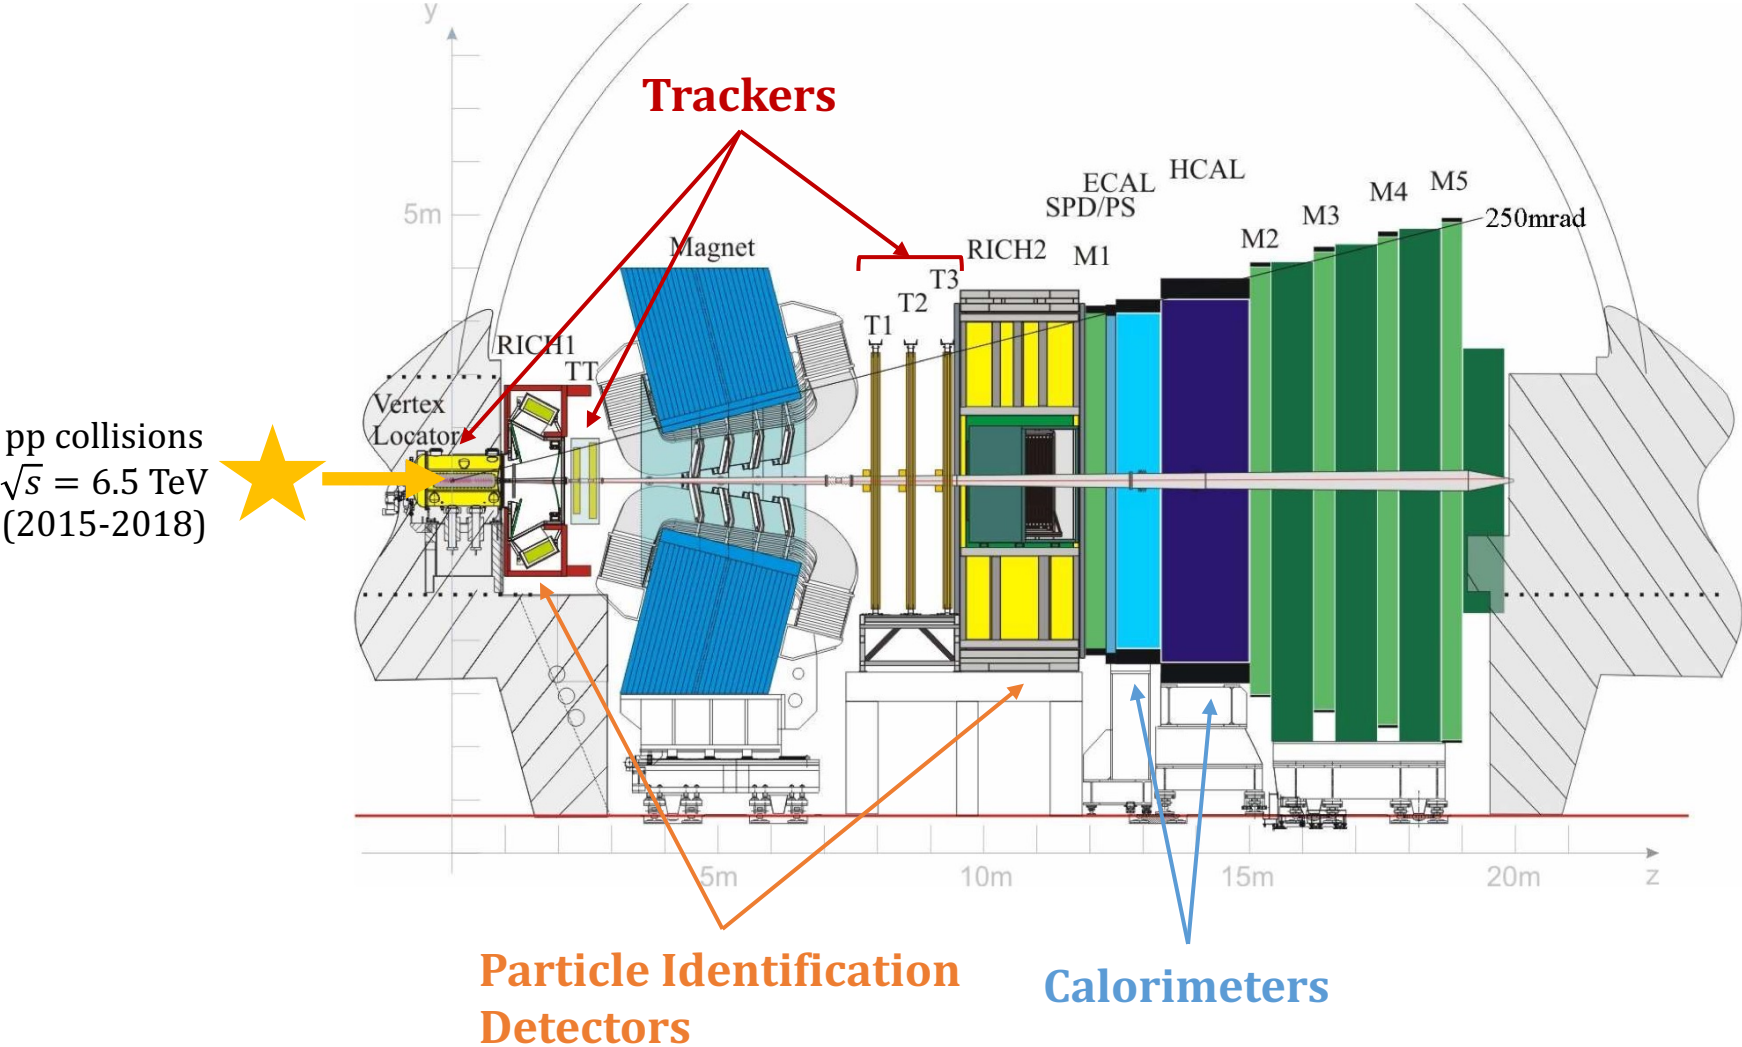 y
Trackers
HCAL
ECAL
M5
SPD/PS
M4
5m
M3
250mrad
Magnet
M2
RICH2
M1
T3
T2
T1
RICH1
TT
Vertex
Locator
pp collisions
√s = 6.5 TeV
(2015-2018)
5m
10m
15m
20m
z
Particle Identification
Detectors
Calorimeters